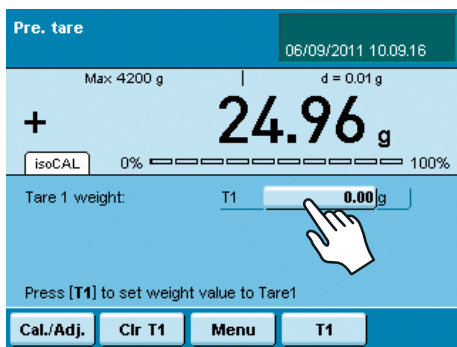 Pre. tare
06/09/2011 10.09.16
Max 4200 g d = 0.01 g
+ 24.96 g
isoCAL 0% 100%
Tare 1 weight: T1 0.00 g
Press [T1] to set weight value to Tare1
Cal./Adj. Clr T1 Menu T1